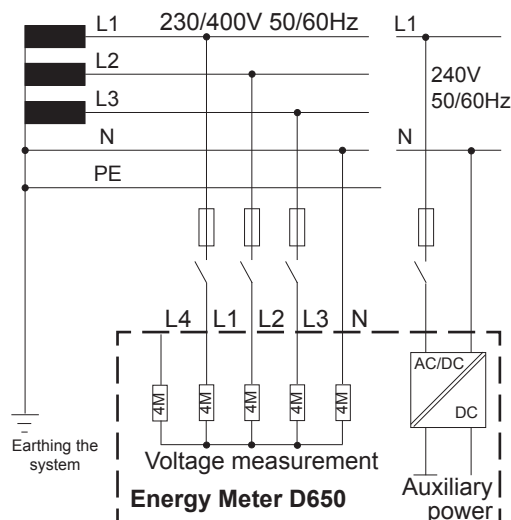 L1 230/400V 50/60Hz L1
L2
240V
50/60Hz
L3
N N
PE
L4 L1 L2 L3 N
AC/DC
DC
4M 4M 4M 4M 4M
Earthing the
system
Voltage measurement
Energy Meter D650
Auxiliary
power